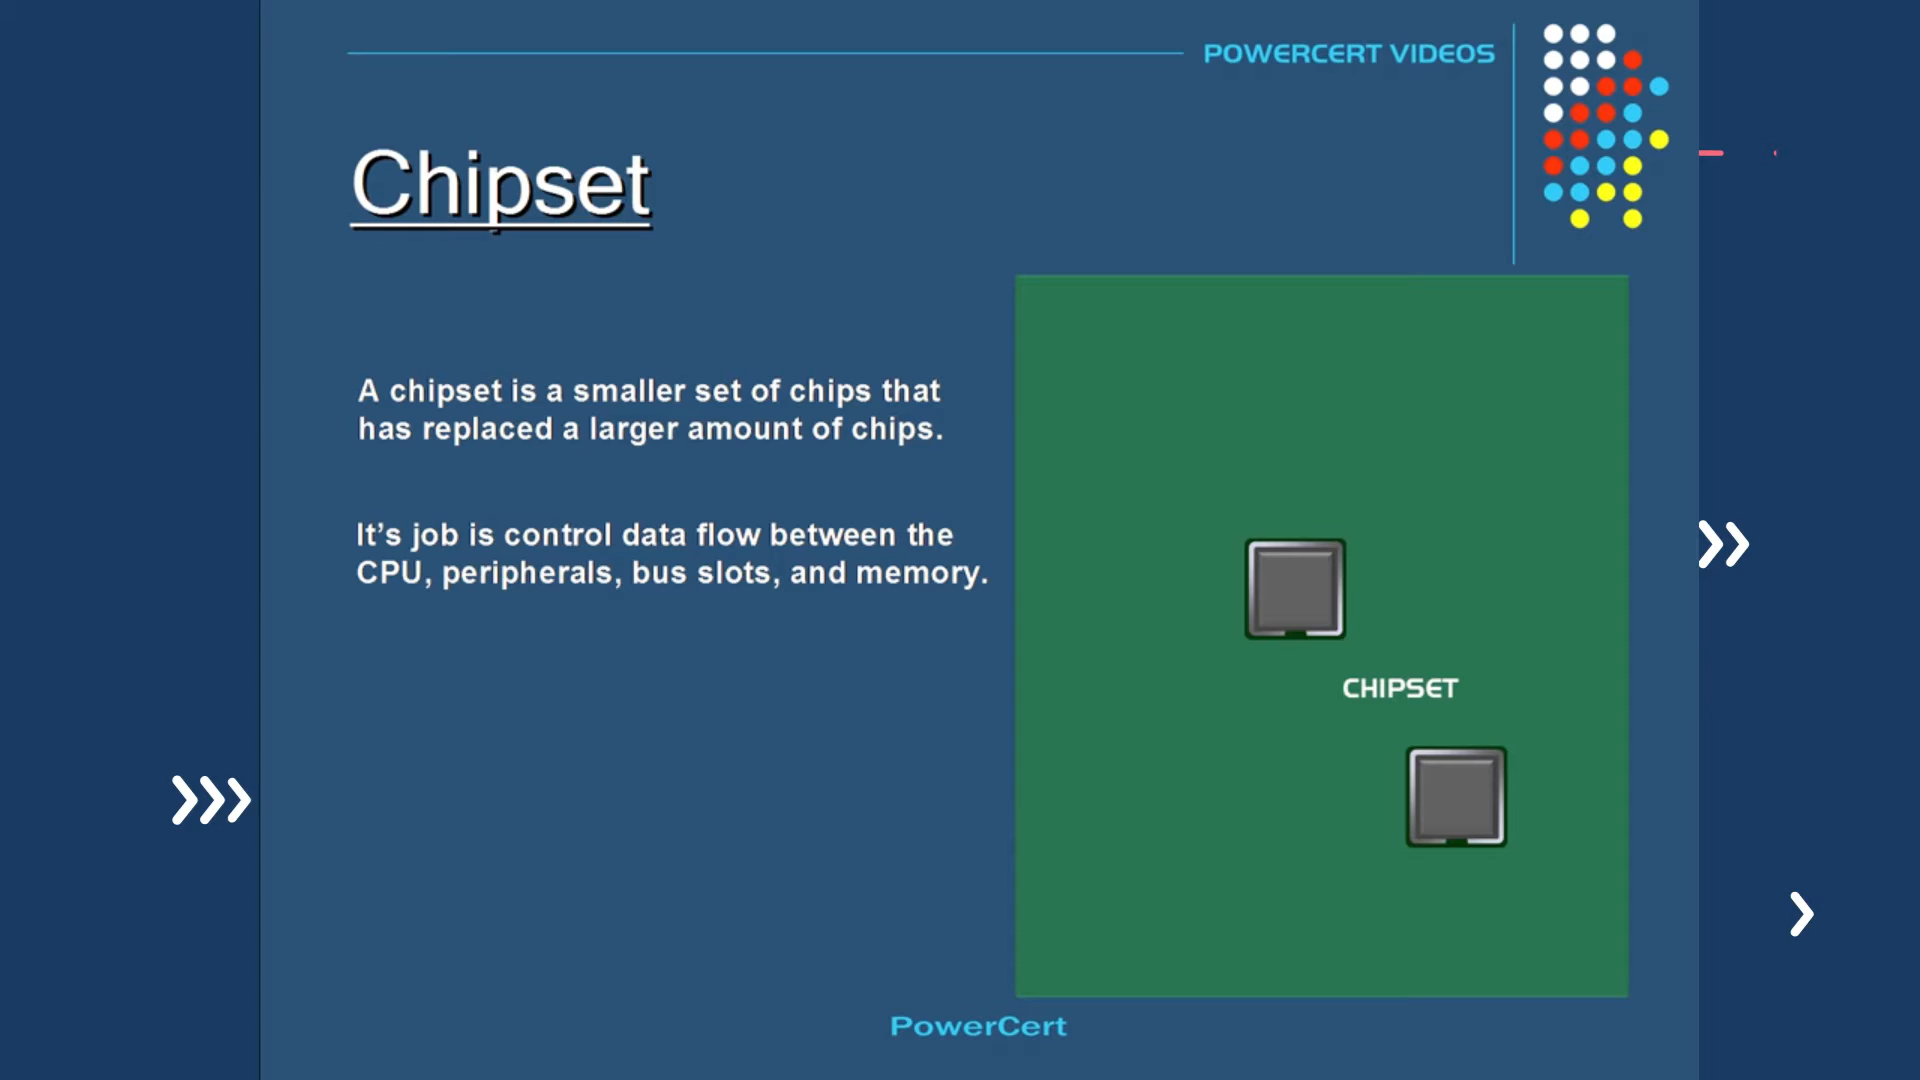 POWERCERT VIDEOS
Chipset
A chipset is a smaller set of chips that
has replaced a larger amount of chips.
It’s job is control data flow between the
CPU, peripherals, bus slots, and memory.
CHIPSET
PowerCert